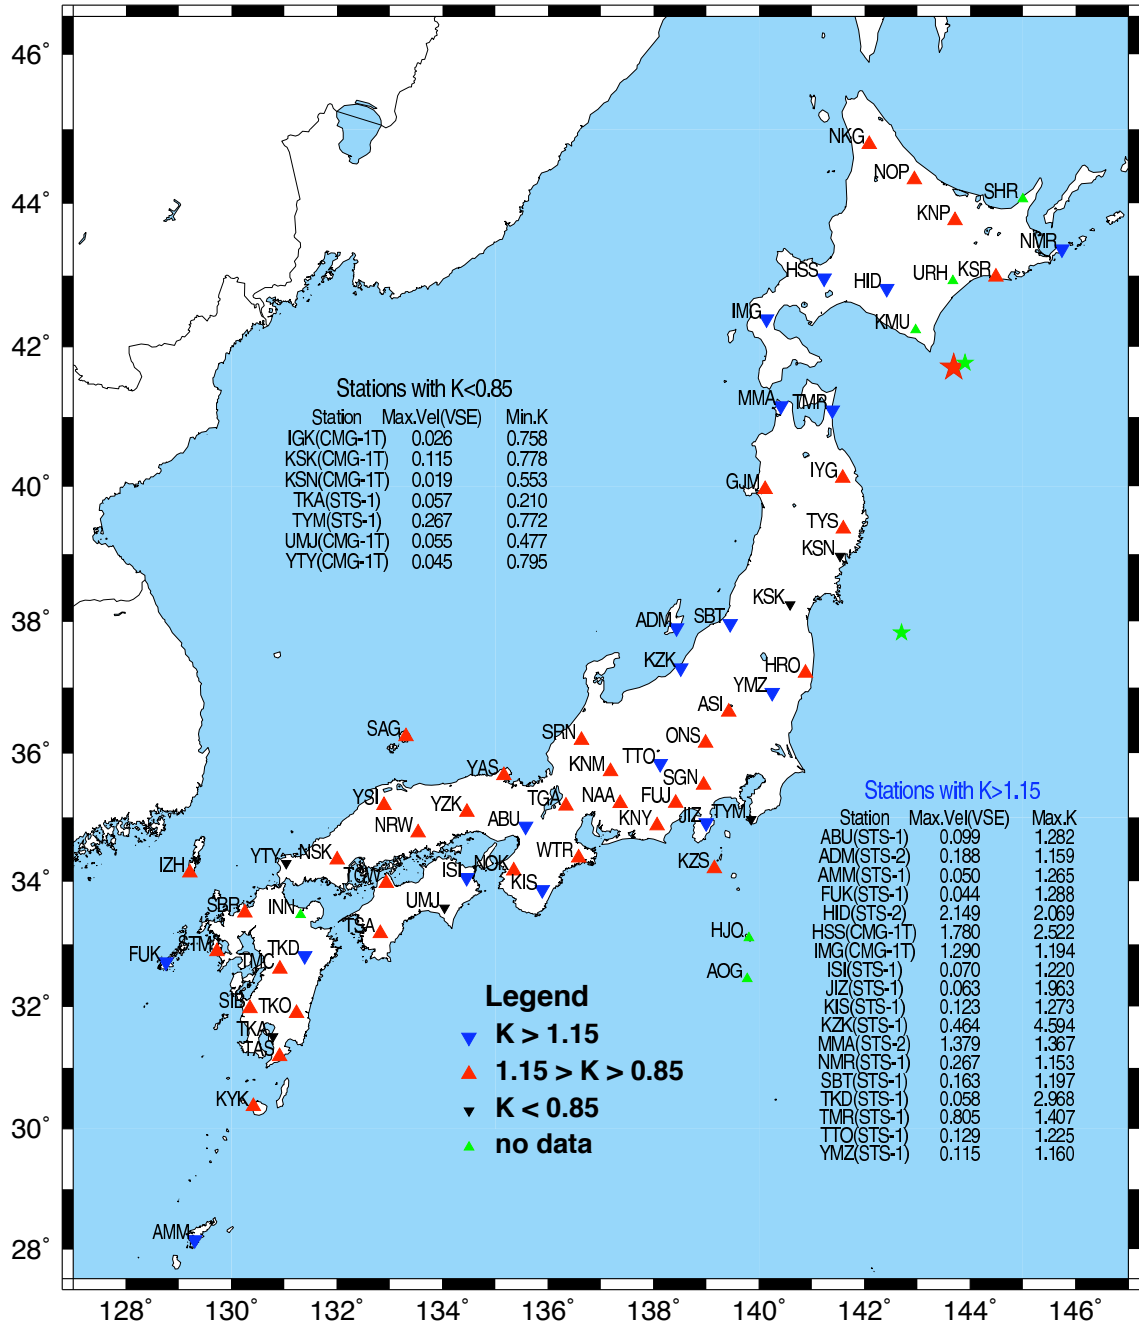 46°
44°
42°
40°
38°
36°
34°
32°
30°
28°
128°
130°
132°
134°
136°
138°
140°
142°
144°
146°
NKG
NOP
SHR
KNP
NMR
HSS
HID
URH
KSR
IMG
KMU
MMA
TMR
IYG
GJM
TYS
KSN
KSK
ADM
SBT
KZK
HRO
YMZ
ASI
SAG
SRN
ONS
TTO
KNM
YAS
SGN
YSI
YZK
TGA
NAA
FUJ
NRW
ABU
KNY
JIZ
TYM
IZH
YTY
NSK
WTR
KZS
ISI
NOK
KIS
SBR
INN
UMJ
TSA
HJO
FUK
STM
TKD
TMC
AOG
SIB
TKO
TKA
TAS
KYK
AMM
Stations with K<0.85
Station Max.Vel(VSE) Min.K
IGK(CMG-1T) 0.026 0.758
KSK(CMG-1T) 0.115 0.778
KSN(CMG-1T) 0.019 0.553
TKA(STS-1) 0.057 0.210
TYM(STS-1) 0.267 0.772
UMJ(CMG-1T) 0.055 0.477
YTY(CMG-1T) 0.045 0.795
Stations with K>1.15
Station Max.Vel(VSE) Max.K
ABU(STS-1) 0.099 1.282
ADM(STS-2) 0.188 1.159
AMM(STS-1) 0.050 1.265
FUK(STS-1) 0.044 1.288
HID(STS-2) 2.149 2.069
HSS(CMG-1T) 1.780 2.522
IMG(CMG-1T) 1.290 1.194
ISI(STS-1) 0.070 1.220
JIZ(STS-1) 0.063 1.963
KIS(STS-1) 0.123 1.273
KZK(STS-1) 0.464 4.594
MMA(STS-2) 1.379 1.367
NMR(STS-1) 0.267 1.153
SBT(STS-1) 0.163 1.197
TKD(STS-1) 0.058 2.968
TMR(STS-1) 0.805 1.407
TTO(STS-1) 0.129 1.225
YMZ(STS-1) 0.115 1.160
Legend
K > 1.15
1.15 > K > 0.85
K < 0.85
no data